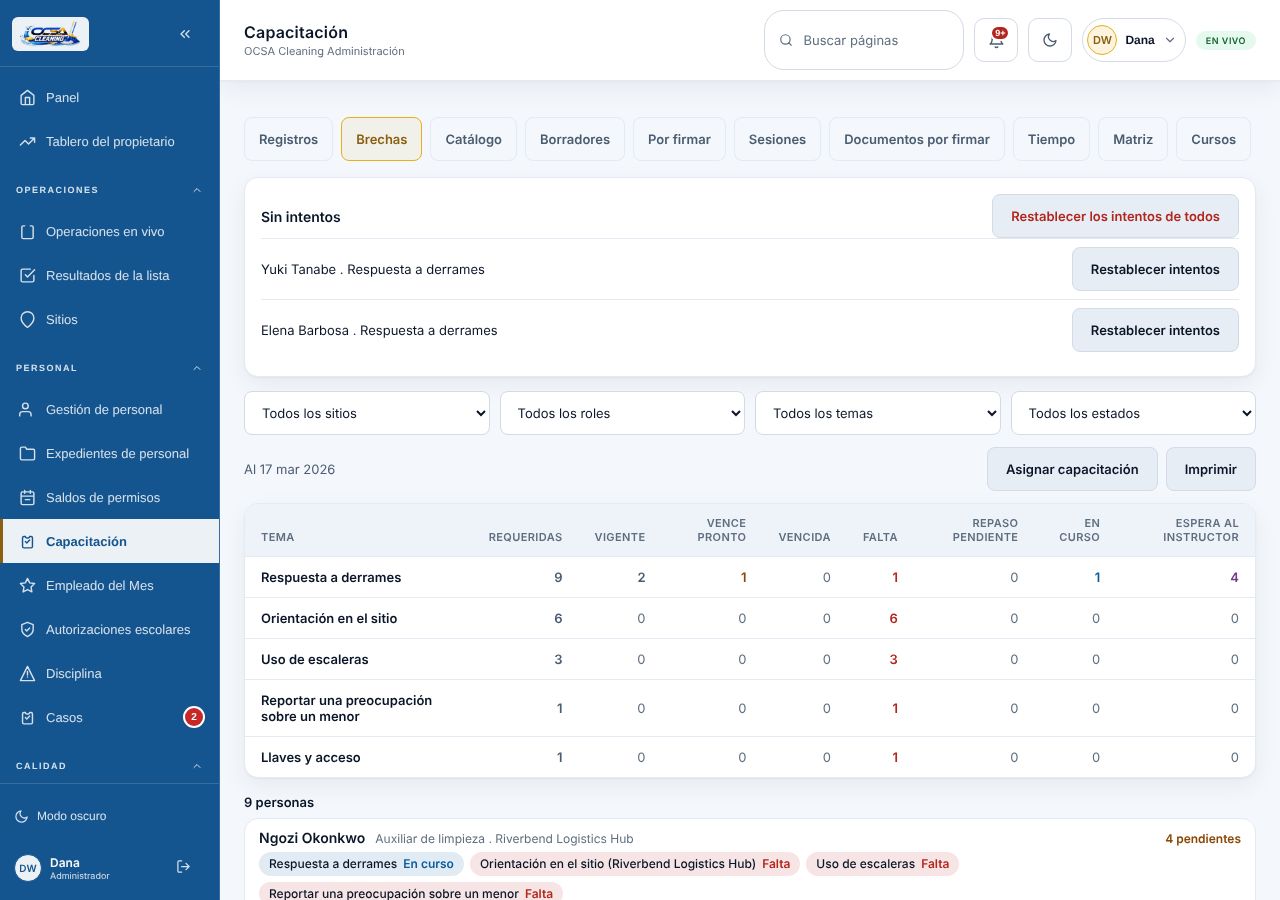 OCSA
CLEANING
Capacitación
OCSA Cleaning Administración
Buscar páginas
9+
DW
Dana
EN VIVO
Panel
Tablero del propietario
OPERACIONES
Operaciones en vivo
Resultados de la lista
Sitios
PERSONAL
Gestión de personal
Expedientes de personal
Saldos de permisos
Capacitación
Empleado del Mes
Autorizaciones escolares
Disciplina
Casos
2
CALIDAD
Modo oscuro
DW
Dana
Administrador
Registros
Brechas
Catálogo
Borradores
Por firmar
Sesiones
Documentos por firmar
Tiempo
Matriz
Cursos
Sin intentos
Restablecer los intentos de todos
Yuki Tanabe . Respuesta a derrames
Restablecer intentos
Elena Barbosa . Respuesta a derrames
Restablecer intentos
Todos los sitios
Todos los roles
Todos los temas
Todos los estados
Al 17 mar 2026
Asignar capacitación
Imprimir
TEMA REQUERIDAS VIGENTE VENCE PRONTO VENCIDA FALTA REPASO PENDIENTE EN CURSO ESPERA AL INSTRUCTOR
Respuesta a derrames 9 2 1 0 1 0 1 4
Orientación en el sitio 6 0 0 0 6 0 0 0
Uso de escaleras 3 0 0 0 3 0 0 0
Reportar una preocupación sobre un menor 1 0 0 0 1 0 0 0
Llaves y acceso 1 0 0 0 1 0 0 0
9 personas
Ngozi Okonkwo Auxiliar de limpieza . Riverbend Logistics Hub 4 pendientes
Respuesta a derrames En curso
Orientación en el sitio (Riverbend Logistics Hub) Falta
Uso de escaleras Falta
Reportar una preocupación sobre un menor Falta